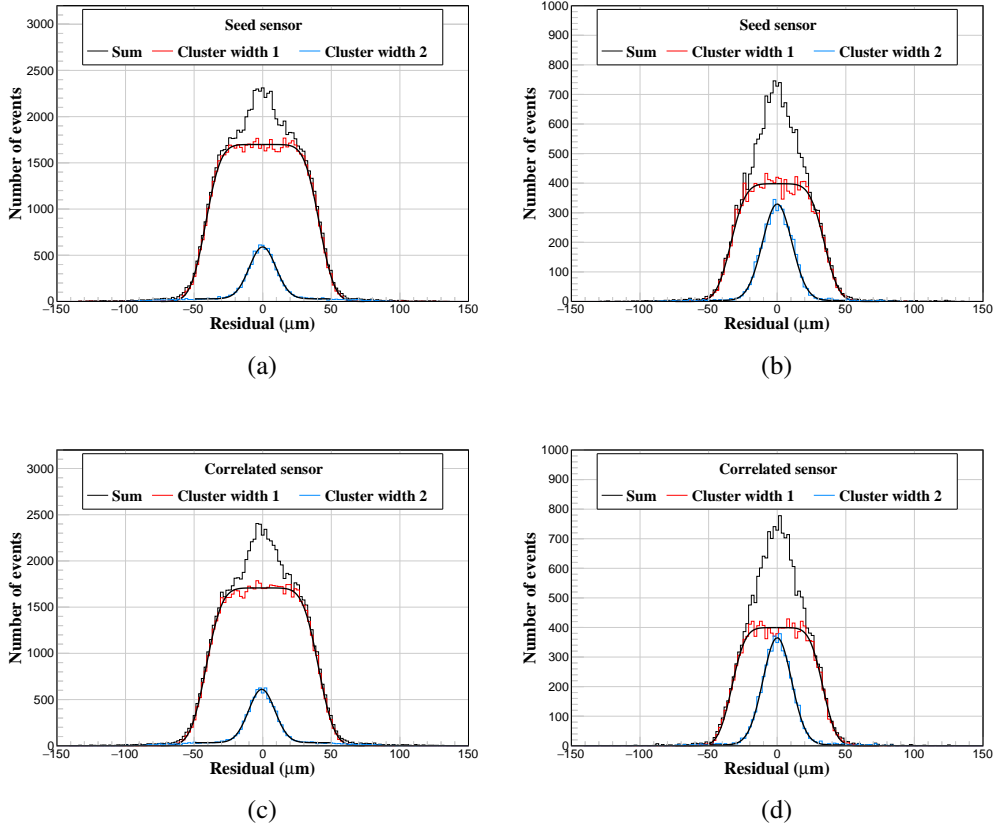 Seed sensor
Sum Cluster width 1 Cluster width 2
Number of events
3000
2500
2000
1500
1000
500
0
−150 −100 −50 0 50 100 150
Residual (μm)
(a)
Seed sensor
Sum Cluster width 1 Cluster width 2
Number of events
1000
900
800
700
600
500
400
300
200
100
0
−150 −100 −50 0 50 100 150
Residual (μm)
(b)
Correlated sensor
Sum Cluster width 1 Cluster width 2
Number of events
3000
2500
2000
1500
1000
500
0
−150 −100 −50 0 50 100 150
Residual (μm)
(c)
Correlated sensor
Sum Cluster width 1 Cluster width 2
Number of events
1000
900
800
700
600
500
400
300
200
100
0
−150 −100 −50 0 50 100 150
Residual (μm)
(d)